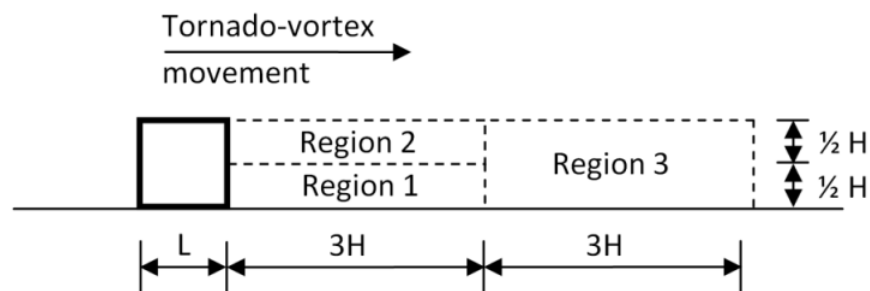 Tornado-vortex
movement
Region 2
Region 1
Region 3
½ H
½ H
L
3H
3H